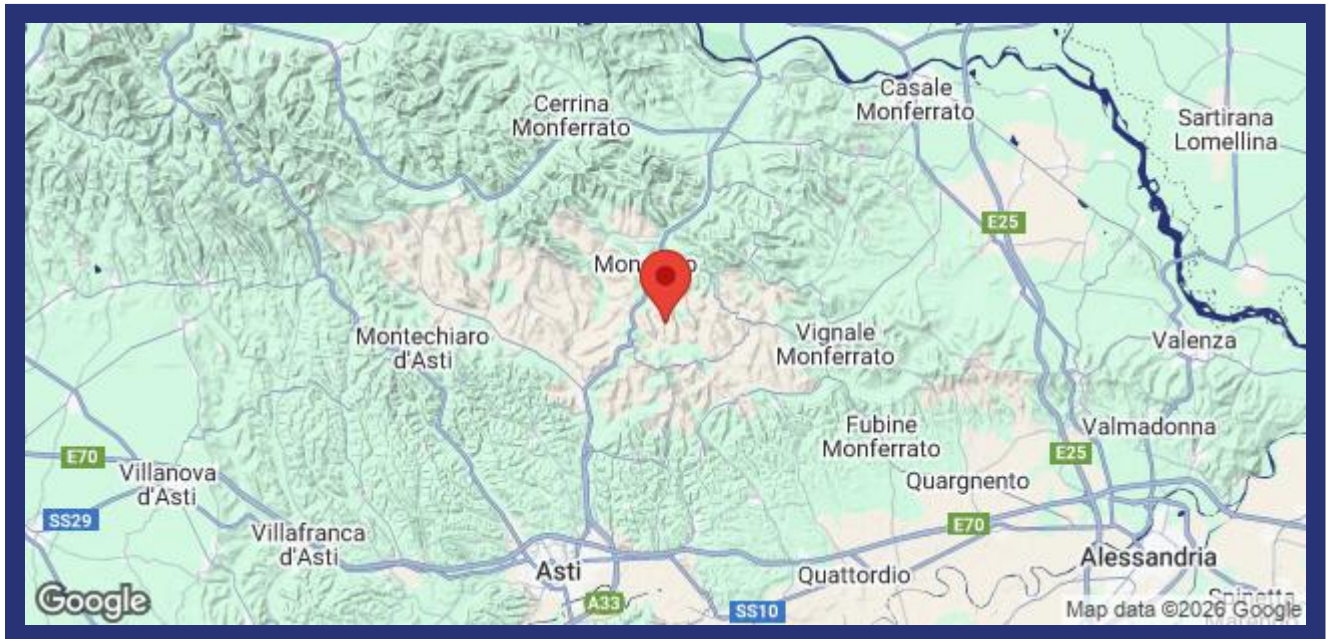 Cerrina
Monferrato
Casale
Monferrato
Sartirana
Lomellina
E25
Mon
Montechiaro
d'Asti
Vignale
Monferrato
Valenza
Fubine
Monferrato
Valmadonna
E70
E25
Villanova
d'Asti
Quargnento
SS29
E70
Villafranca
d'Asti
Asti
Quattordio
Alessandria
A33
SS10
Google
Map data ©2026 Google